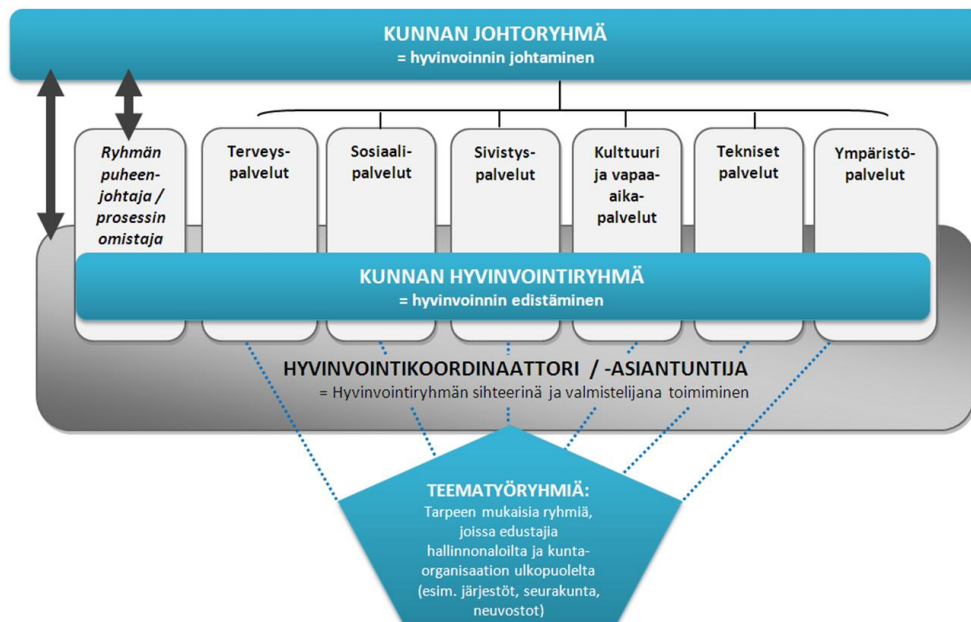 KUNNAN JOHTORYHMÄ
= hyvinvoinnin johtaminen
Ryhmän
puheen-
johtaja /
prosessin
omistaja
Terveys-
palvelut
Sosiaali-
palvelut
Sivistys-
palvelut
Kulttuuri
ja vapaa-
aika-
palvelut
Tekniset
palvelut
Ympäristö-
palvelut
KUNNAN HYVINVOINTIRYHMÄ
= hyvinvoinnin edistäminen
HYVINVOINTIKOORDINAATTORI / -ASIANTUNTIJA
= Hyvinvointiryhmän sihteerinä ja valmistelijana toimiminen
TEEMATYÖRYHMIÄ:
Tarpeen mukaisia ryhmiä,
joissa edustajia
hallinnonaloilta ja kunta-
organisaation ulkopuolelta
(esim. järjestöt, seurakunta,
neuvostot)